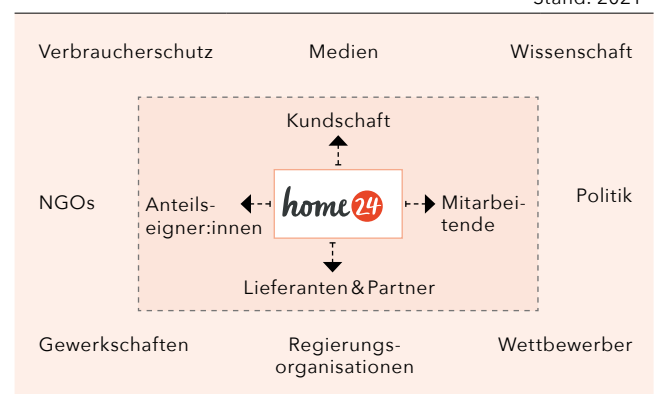 Stand: 2021
Verbraucherschutz Medien Wissenschaft
Kundschaft
NGOs
Anteils-
eigner:innen
home24
Mitarbei-
tende
Politik
Lieferanten & Partner
Gewerkschaften
Regierungs-
organisationen
Wettbewerber